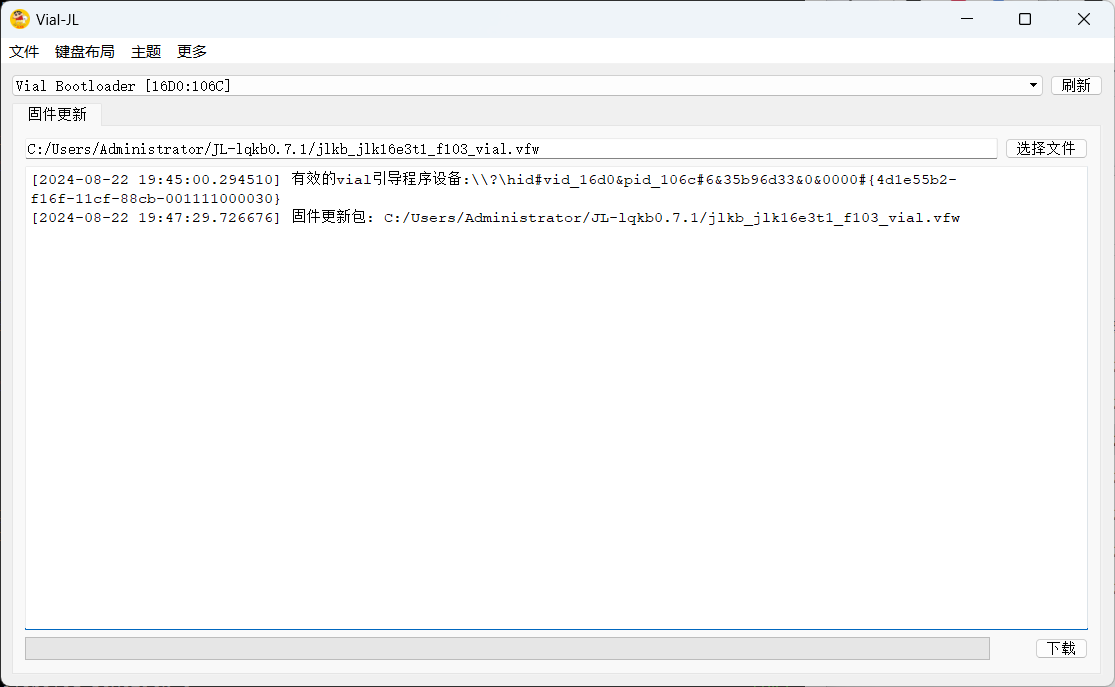 Vial-JL
文件 键盘布局 主题 更多
Vial Bootloader [16D0:106C] 刷新
固件更新
C:/Users/Administrator/JL-lqkb0.7.1/jlkb_jlk16e3t1_f103_vial.vfw 选择文件
[2024-08-22 19:45:00.294510] 有效的vial引导程序设备:\\?\hid#vid_16d0&pid_106c#6&35b96d33&0&0000#{4d1e55b2-
f16f-11cf-88cb-001111000030}
[2024-08-22 19:47:29.726676] 固件更新包: C:/Users/Administrator/JL-lqkb0.7.1/jlkb_jlk16e3t1_f103_vial.vfw
下载